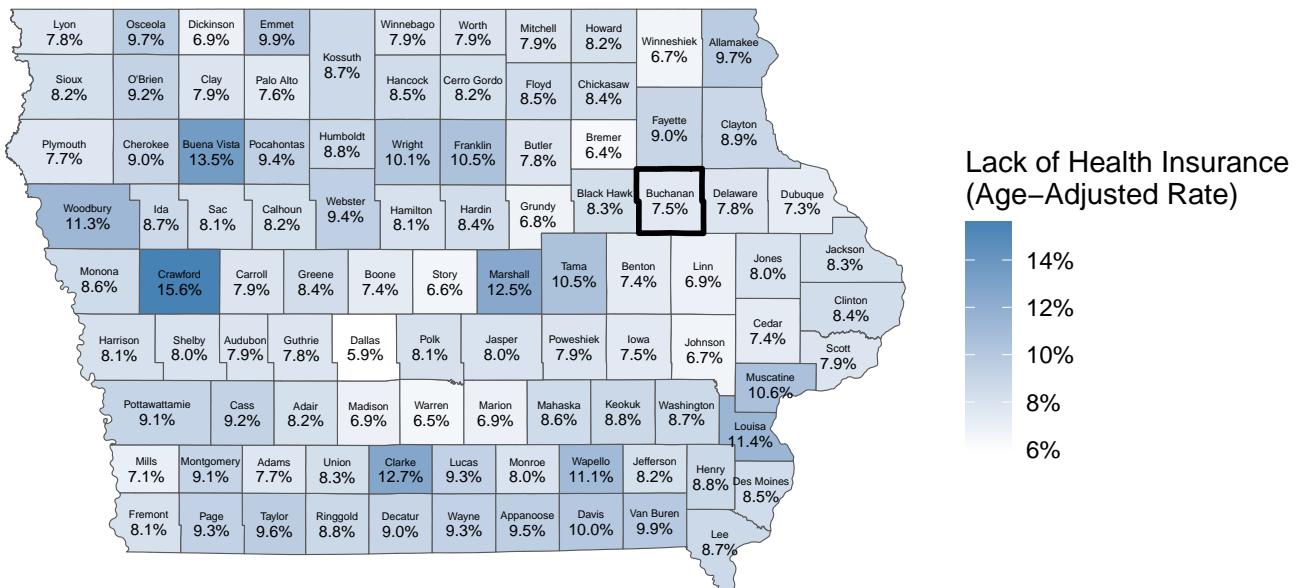 Lyon
7.8%
Osceola
9.7%
Dickinson
6.9%
Emmet
9.9%
Kossuth
8.7%
Winnebago
7.9%
Worth
7.9%
Mitchell
7.9%
Howard
8.2%
Winneshiek
6.7%
Allamakee
9.7%
Sioux
8.2%
O'Brien
9.2%
Clay
7.9%
Palo Alto
7.6%
Hancock
8.5%
Cerro Gordo
8.2%
Floyd
8.5%
Chickasaw
8.4%
Fayette
9.0%
Clayton
8.9%
Plymouth
7.7%
Cherokee
9.0%
Buena Vista
13.5%
Pocahontas
9.4%
Humboldt
8.8%
Wright
10.1%
Franklin
10.5%
Butler
7.8%
Bremer
6.4%
Woodbury
11.3%
Ida
8.7%
Sac
8.1%
Calhoun
8.2%
Webster
9.4%
Hamilton
8.1%
Hardin
8.4%
Grundy
6.8%
Black Hawk
8.3%
Buchanan
7.5%
Delaware
7.8%
Dubuque
7.3%
Monona
8.6%
Crawford
15.6%
Carroll
7.9%
Greene
8.4%
Boone
7.4%
Story
6.6%
Marshall
12.5%
Tama
10.5%
Benton
7.4%
Linn
6.9%
Jones
8.0%
Jackson
8.3%
Clinton
8.4%
Harrison
8.1%
Shelby
8.0%
Audubon
7.9%
Guthrie
7.8%
Dallas
5.9%
Polk
8.1%
Jasper
8.0%
Poweshiek
7.9%
Iowa
7.5%
Johnson
6.7%
Cedar
7.4%
Scott
7.9%
Muscatine
10.6%
Pottawattamie
9.1%
Cass
9.2%
Adair
8.2%
Madison
6.9%
Warren
6.5%
Marion
6.9%
Mahaska
8.6%
Keokuk
8.8%
Washington
8.7%
Louisa
11.4%
Mills
7.1%
Montgomery
9.1%
Adams
7.7%
Union
8.3%
Clarke
12.7%
Lucas
9.3%
Monroe
8.0%
Wapello
11.1%
Jefferson
8.2%
Henry
8.8%
Des Moines
8.5%
Fremont
8.1%
Page
9.3%
Taylor
9.6%
Ringgold
8.8%
Decatur
9.0%
Wayne
9.3%
Appanoose
9.5%
Davis
10.0%
Van Buren
9.9%
Lee
8.7%
Lack of Health Insurance
(Age−Adjusted Rate)
14%
12%
10%
8%
6%